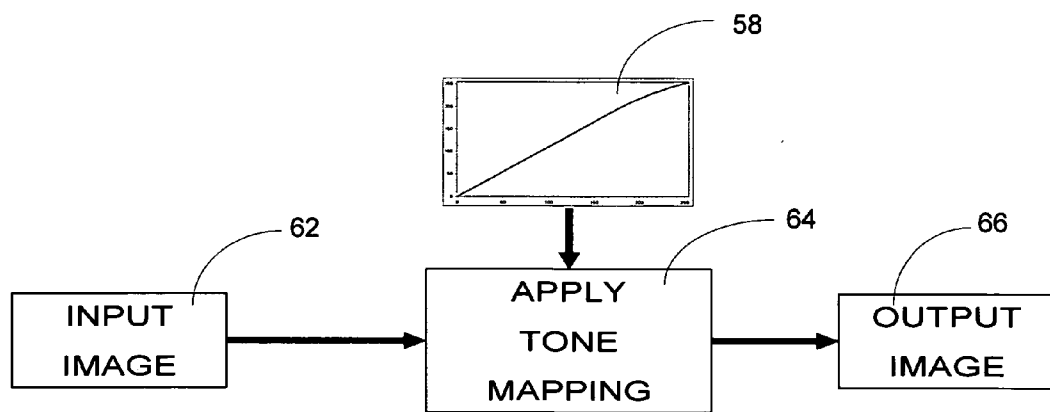 58
62
64
66
INPUT
IMAGE
APPLY
TONE
MAPPING
OUTPUT
IMAGE